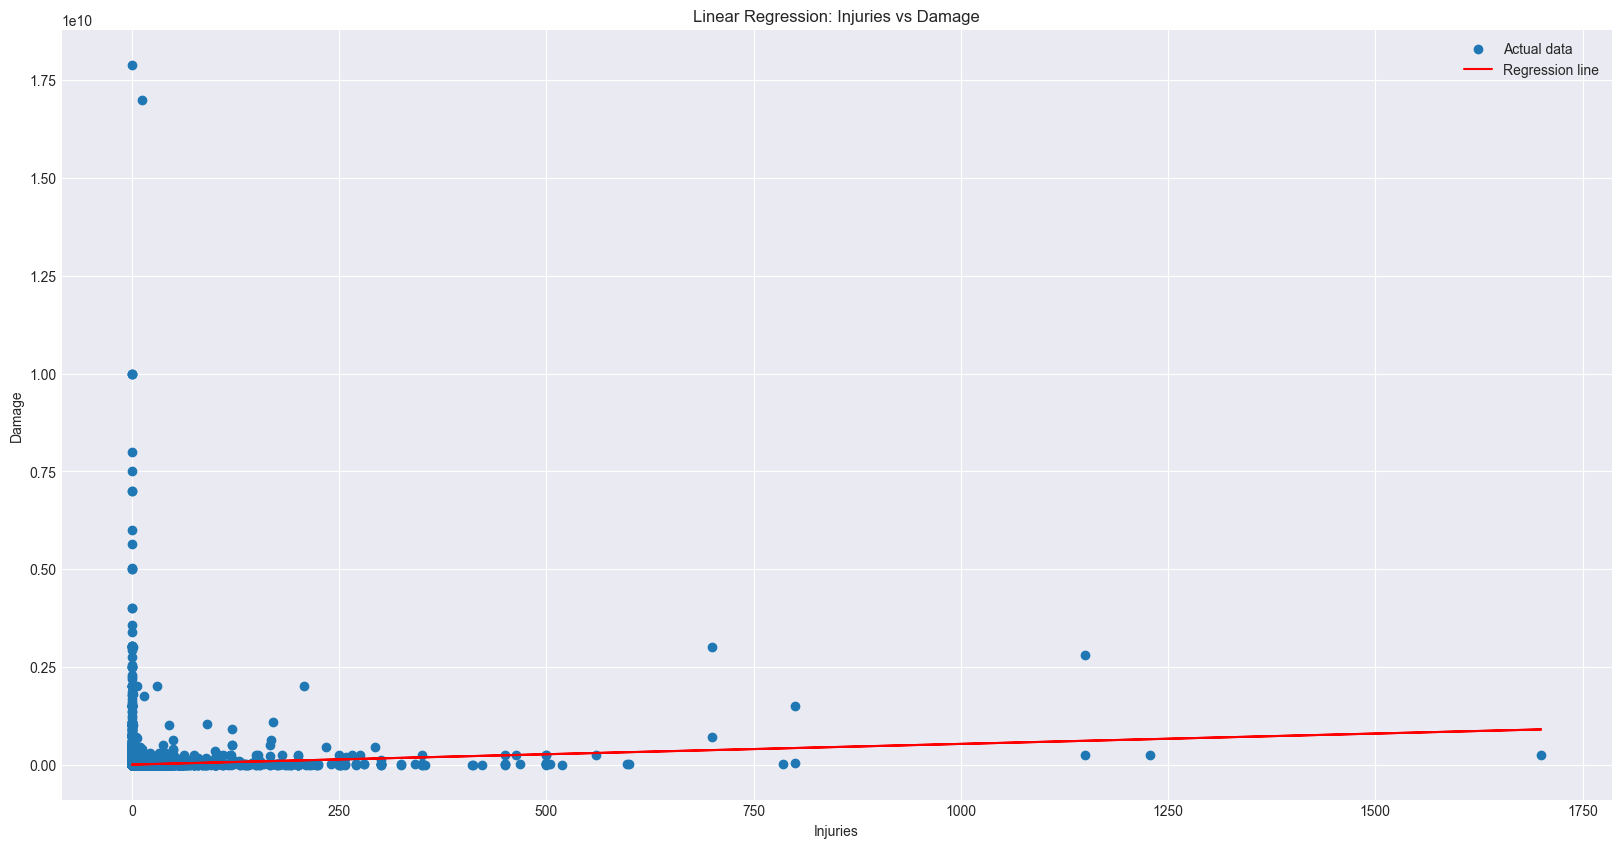 Linear Regression: Injuries vs Damage
1e10
Actual data
Regression line
1.75
1.50
1.25
1.00
0.75
0.50
0.25
0.00
Damage
0
250
500
750
1000
1250
1500
1750
Injuries